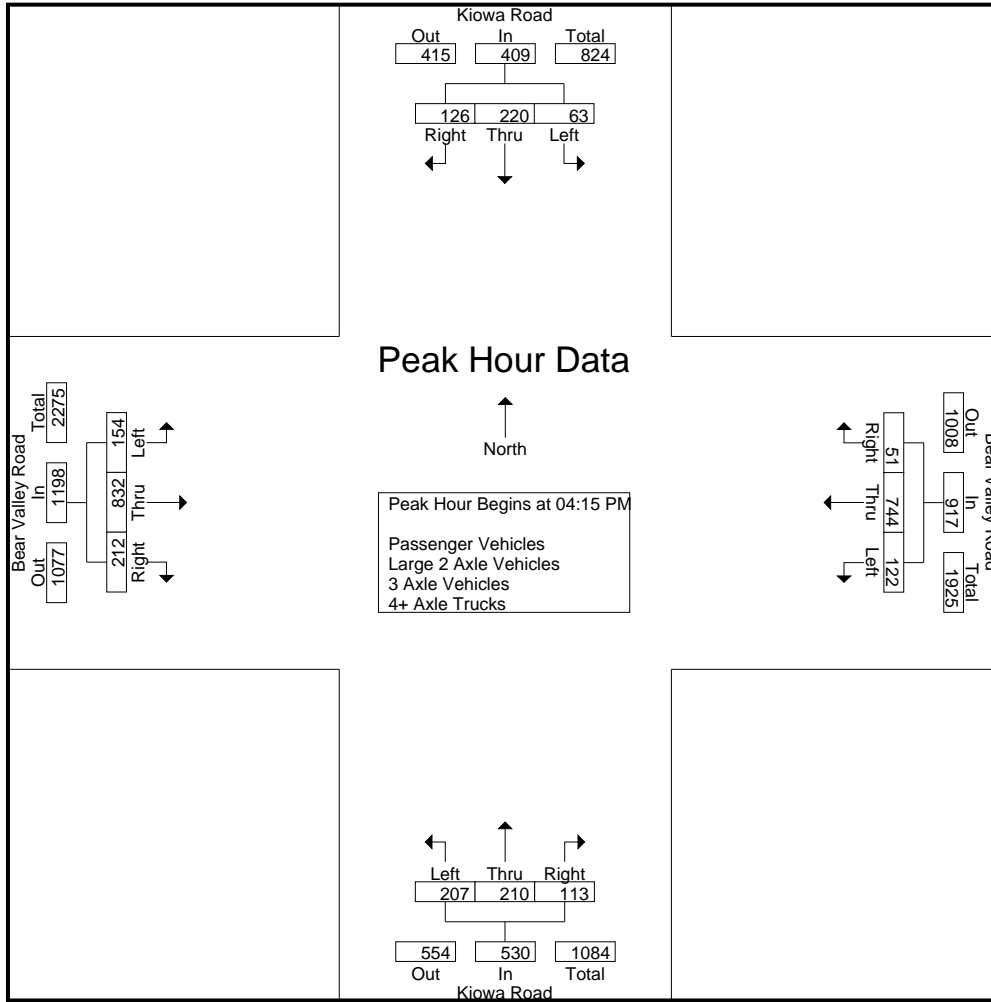 Kiowa Road
Out In Total
415 409 824
126 220 63
Right Thru Left
Peak Hour Data
North
Peak Hour Begins at 04:15 PM
Passenger Vehicles
Large 2 Axle Vehicles
3 Axle Vehicles
4+ Axle Trucks
Bear Valley Road
Out In Total
1077 1198 2275
212 832 154
Right Thru Left
Bear Valley Road
Out In Total
1008 917 1925
51 744 122
Right Thru Left
Left Thru Right
207 210 113
554 530 1084
Out In Total
Kiowa Road